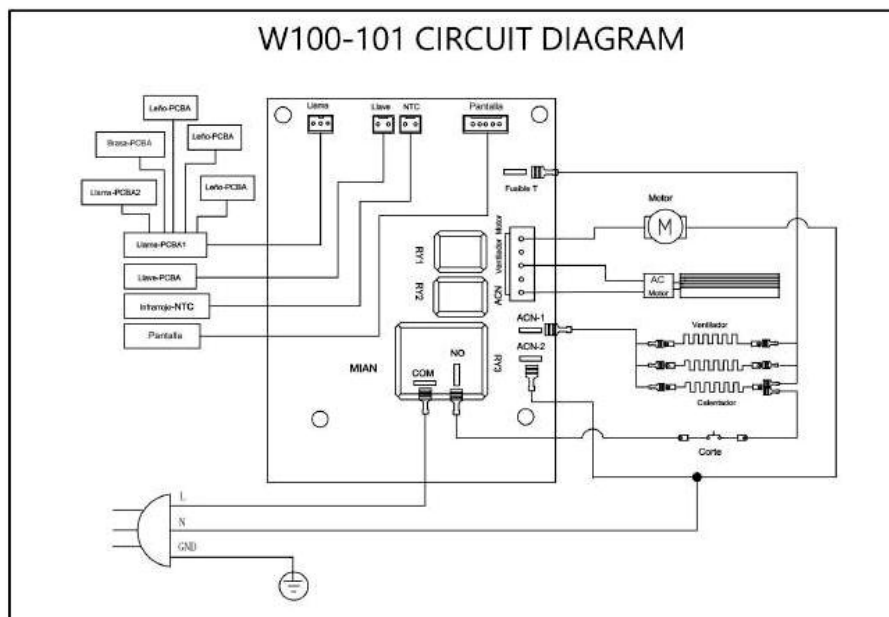 W100-101 CIRCUIT DIAGRAM
Leño-PCBA
Brasa-PCBA
Leño-PCBA
Llama-PCBA2
Leño-PCBA
Llama-PCBA1
Llave-PCBA
Infrarrojo-NTC
Pantalla
Llama
Llave
NTC
Pantalla
Fusible T
Motor
Ventilador
ACN
RY1
RY2
RY3
ACN-1
ACN-2
MIAN
COM
NO
Motor
M
AC
Motor
Ventilador
Calentador
Corte
L
N
GND